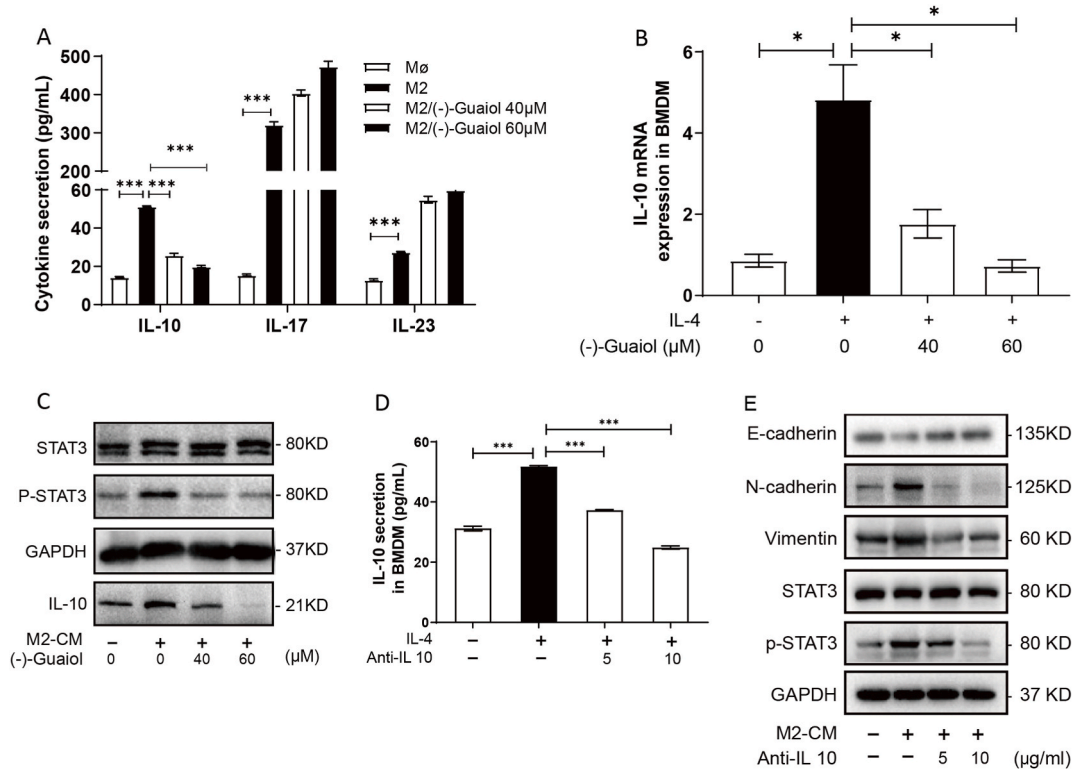 A
500
400
300
200
60
40
20
0
Cytokine secretion (pg/mL)
***
***
***
***
***
Mø
M2
M2/(-)-Guaiol 40μM
M2/(-)-Guaiol 60μM
IL-10 IL-17 IL-23
B
6
4
2
0
IL-10 mRNA
expression in BMDM
*
*
*
IL-4 - + + +
(-)-Guaiol (μM) 0 0 40 60
C
STAT3 80KD
P-STAT3 80KD
GAPDH 37KD
IL-10 21KD
M2-CM − + + +
(-)-Guaiol 0 0 40 60 (μM)
D
60
40
20
0
IL-10 secretion
in BMDM (pg/mL)
***
***
***
IL-4 − + + +
Anti-IL 10 − − 5 10
E
E-cadherin 135KD
N-cadherin 125KD
Vimentin 60 KD
STAT3 80 KD
p-STAT3 80 KD
GAPDH 37 KD
M2-CM − + + +
Anti-IL 10 − − 5 10 (μg/ml)